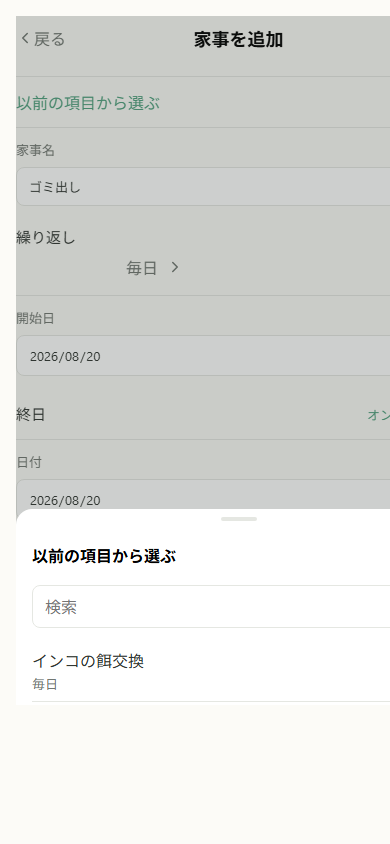 戻る
家事を追加
以前の項目から選ぶ
家事名
ゴミ出し
繰り返し
毎日
開始日
2026/08/20
終日
オン
日付
2026/08/20
以前の項目から選ぶ
検索
インコの餌交換
毎日